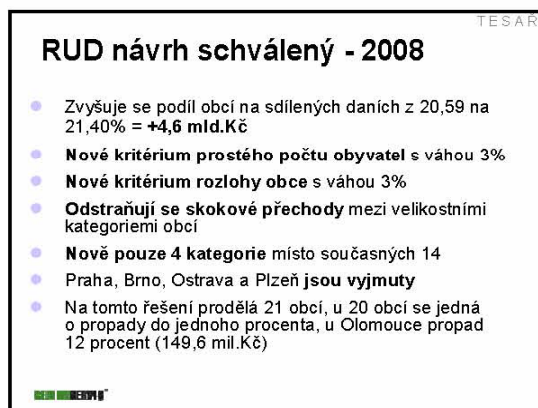 TESAŘ
RUD návrh schválený - 2008
Zvyšuje se podíl obcí na sdílených daních z 20,59 na
21,40% = +4,6 mld.Kč
Nové kritérium prostého počtu obyvatel s váhou 3%
Nové kritérium rozlohy obce s váhou 3%
Odstraňují se skokové přechody mezi velikostními
kategoriemi obcí
Nově pouze 4 kategorie místo současných 14
Praha, Brno, Ostrava a Plzeň jsou vyjmuty
Na tomto řešení prodělá 21 obcí, u 20 obcí se jedná
o propady do jednoho procenta, u Olomouce propad
12 procent (149,6 mil.Kč)